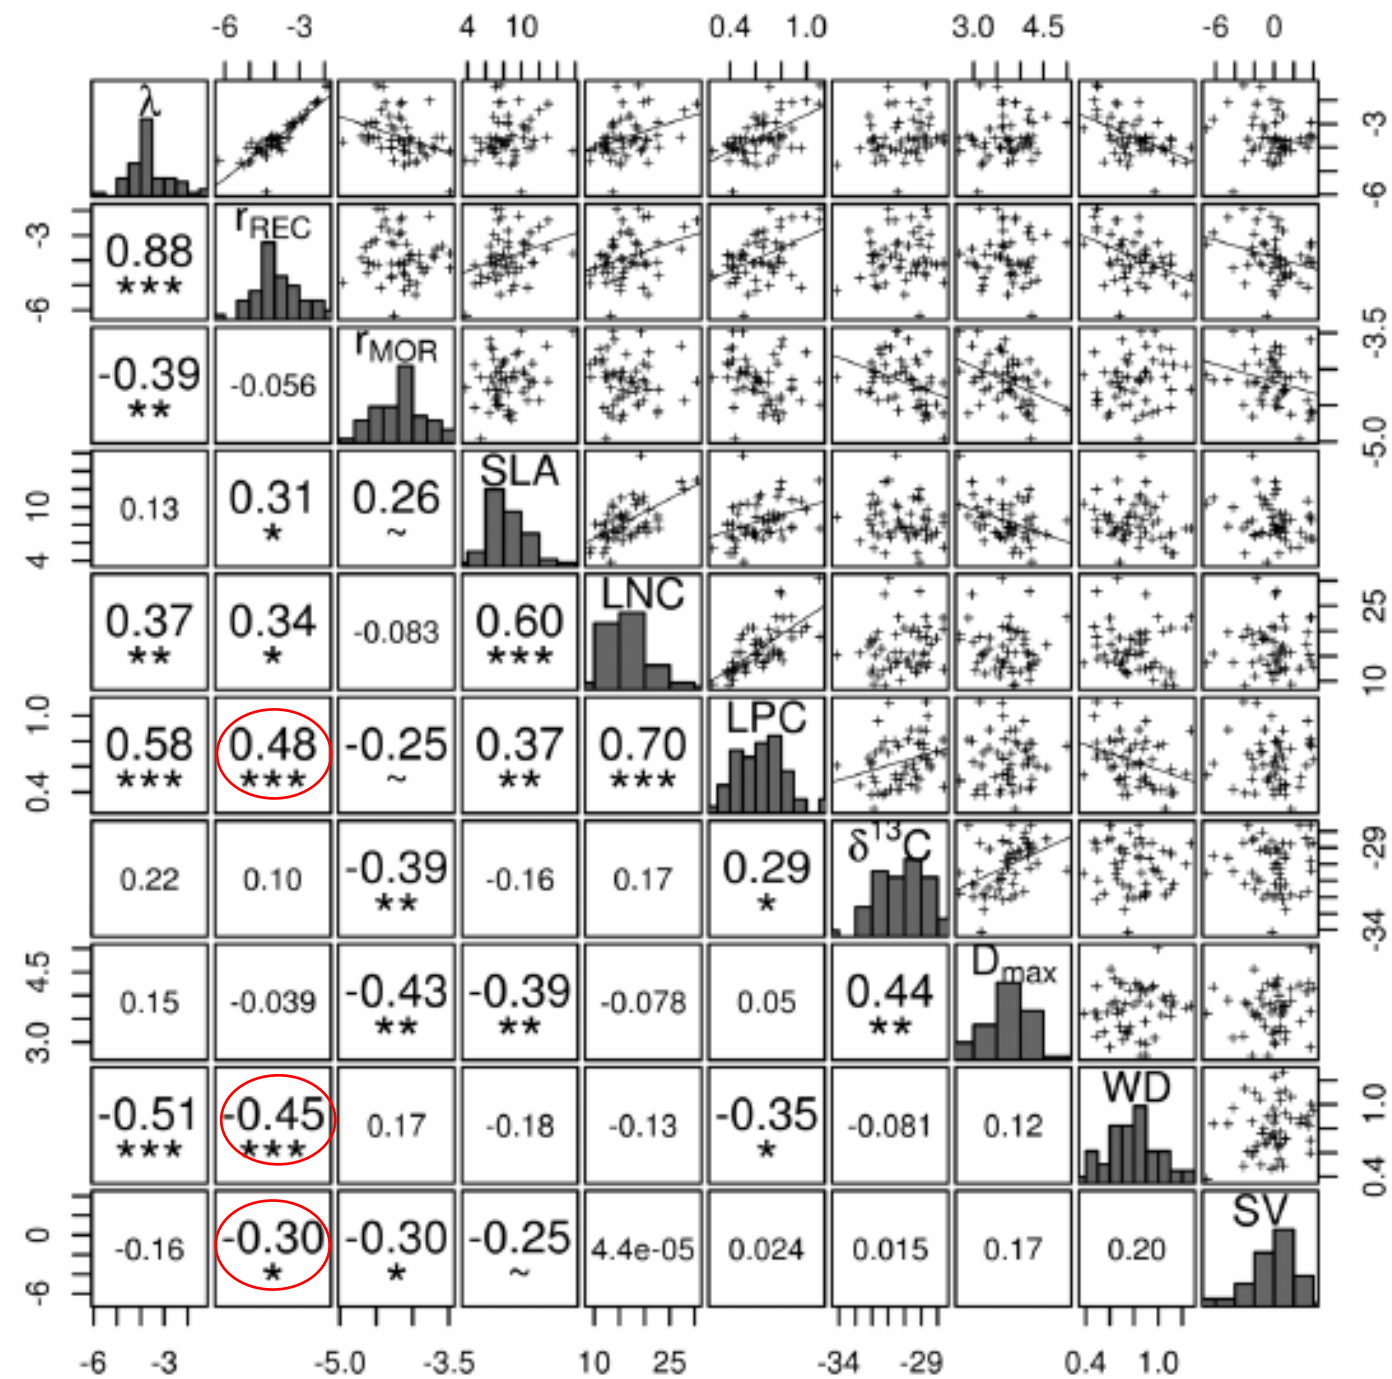 -6 -3 4 10 0.4 1.0 3.0 4.5 -6 0
λ -3 -6
-3 -6 0.88 *** rREC
-0.39 ** -0.056 rMOR -3.5 -5.0
10 4 0.13 0.31 * 0.26 ~ SLA
0.37 ** 0.34 * -0.083 0.60 *** LNC 25 10
1.0 0.4 0.58 *** 0.48 *** -0.25 ~ 0.37 ** 0.70 *** LPC
0.22 0.10 -0.39 ** -0.16 0.17 0.29 * δ¹³C -29 -34
4.5 3.0 0.15 -0.039 -0.43 ** -0.39 ** -0.078 0.05 0.44 ** Dmax
-0.51 *** -0.45 *** 0.17 -0.18 -0.13 -0.35 * -0.081 0.12 WD 1.0 0.4
0 -6 -0.16 -0.30 * -0.30 * -0.25 ~ 4.4e-05 0.024 0.015 0.17 0.20 SV
-6 -3 -5.0 -3.5 10 25 -34 -29 0.4 1.0